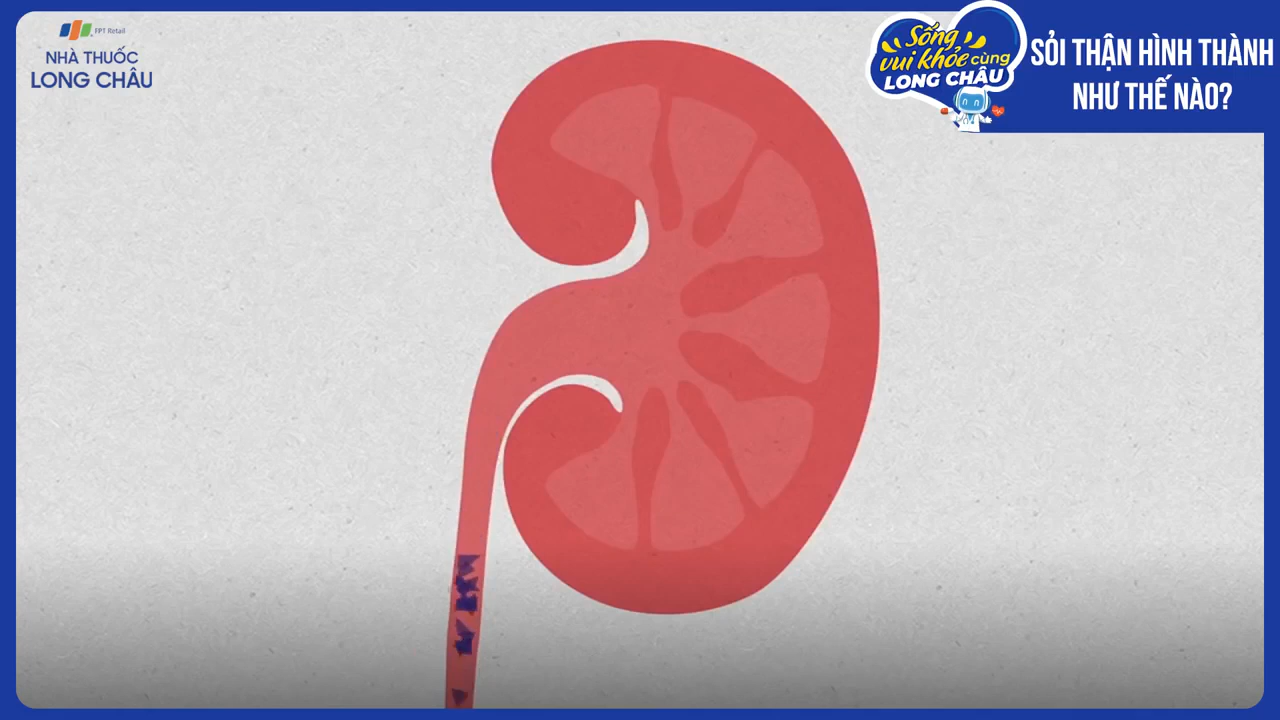 FPT Retail
NHÀ THUỐC
LONG CHÂU
Sống
vui khỏe cùng
LONG CHÂU
SỎI THẬN HÌNH THÀNH
NHƯ THẾ NÀO?